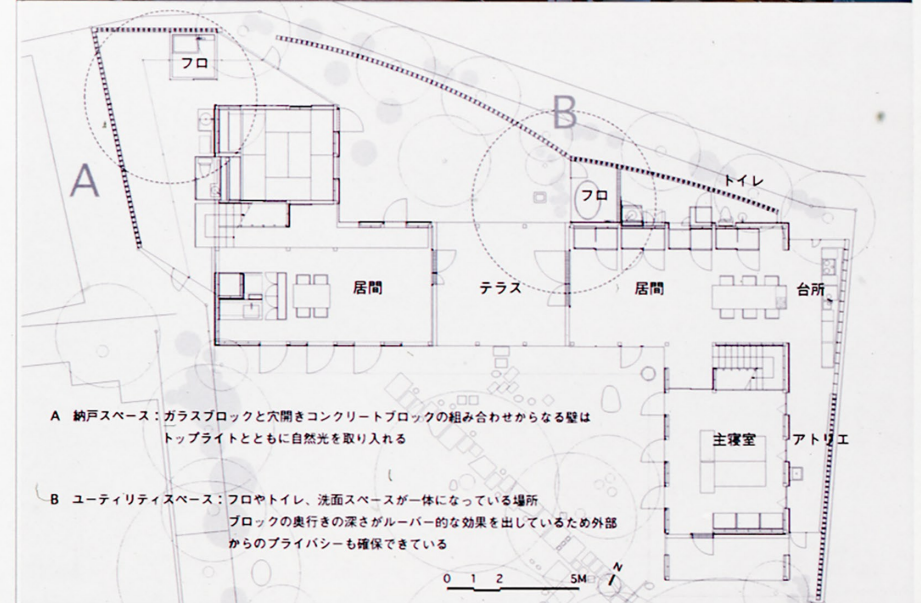 フロ
A
B
トイレ
フロ
居間
テラス
居間
台所
主寝室
アトリエ
A 納戸スペース：ガラスブロックと穴開きコンクリートブロックの組み合わせからなる壁は
トップライトとともに自然光を取り入れる
B ユーティリティスペース：フロやトイレ、洗面スペースが一体になっている場所
ブロックの奥行きの深さがルーバー的な効果を出しているため外部
からのプライバシーも確保できている
N
0 1 2 5M